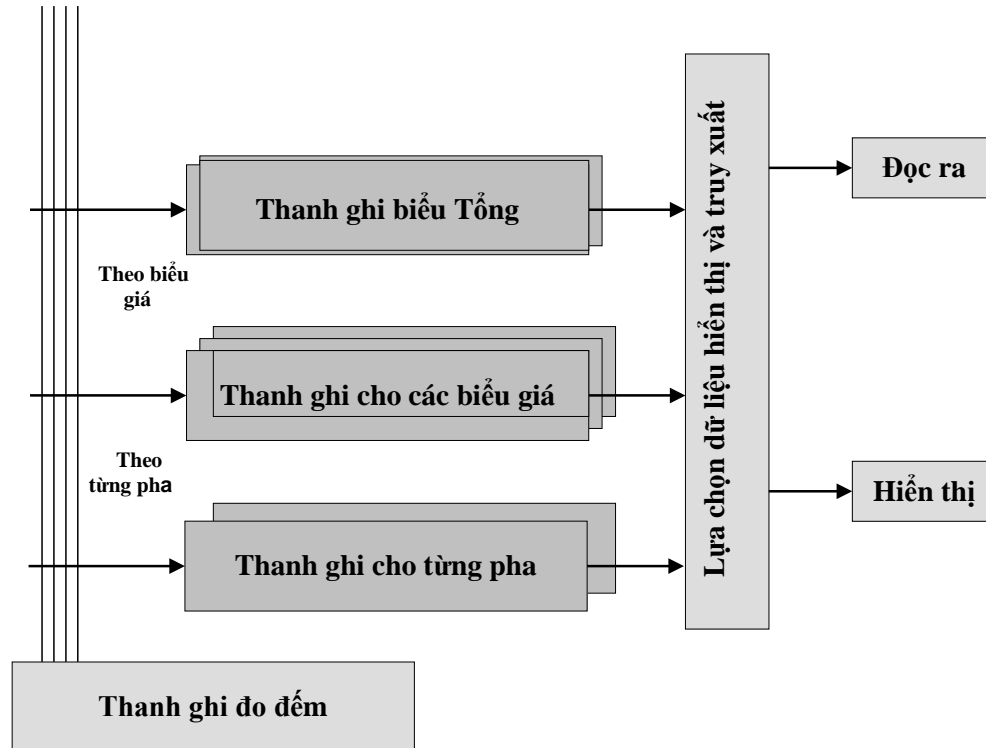 Thanh ghi biểu Tổng
Theo biểu
giá
Thanh ghi cho các biểu giá
Theo
từng pha
Thanh ghi cho từng pha
Thanh ghi đo đếm
Lựa chọn dữ liệu hiển thị và truy xuất
Đọc ra
Hiển thị